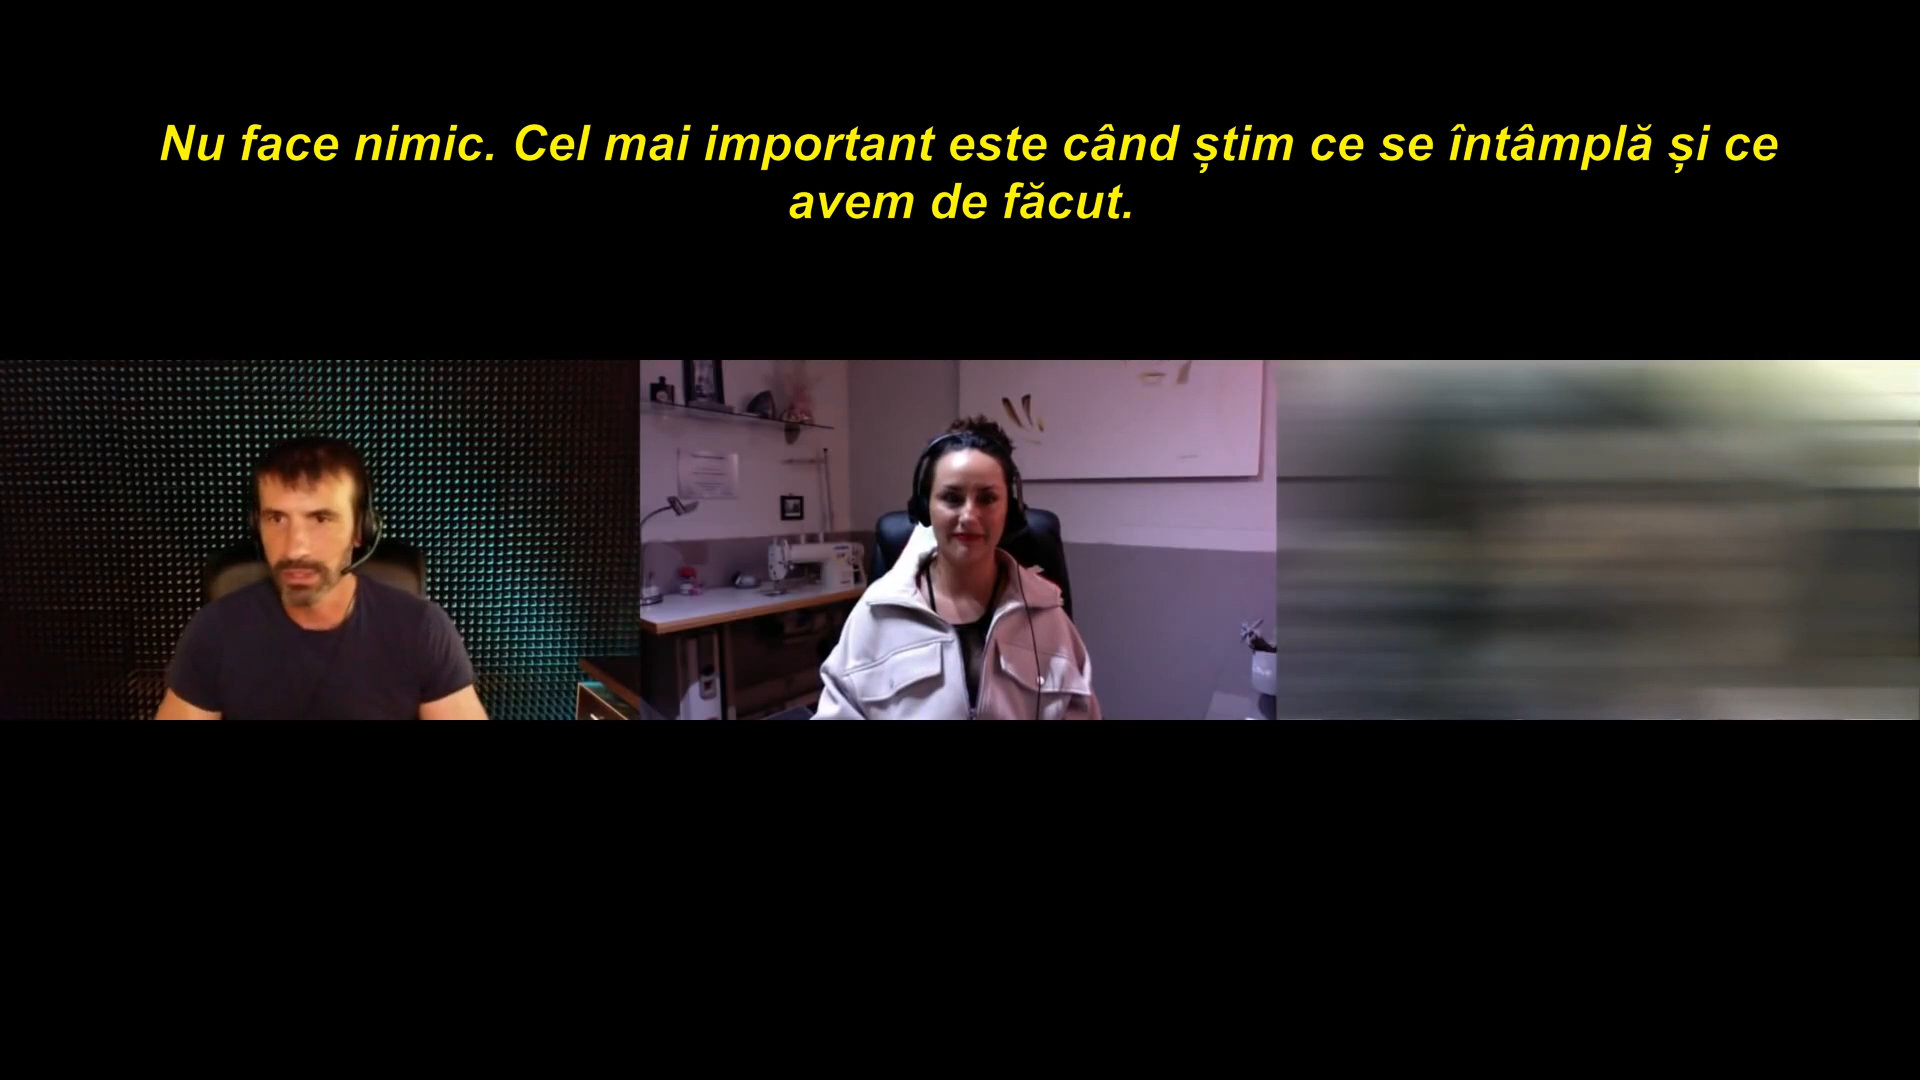 Nu face nimic. Cel mai important este când știm ce se întâmplă și ce
avem de făcut.